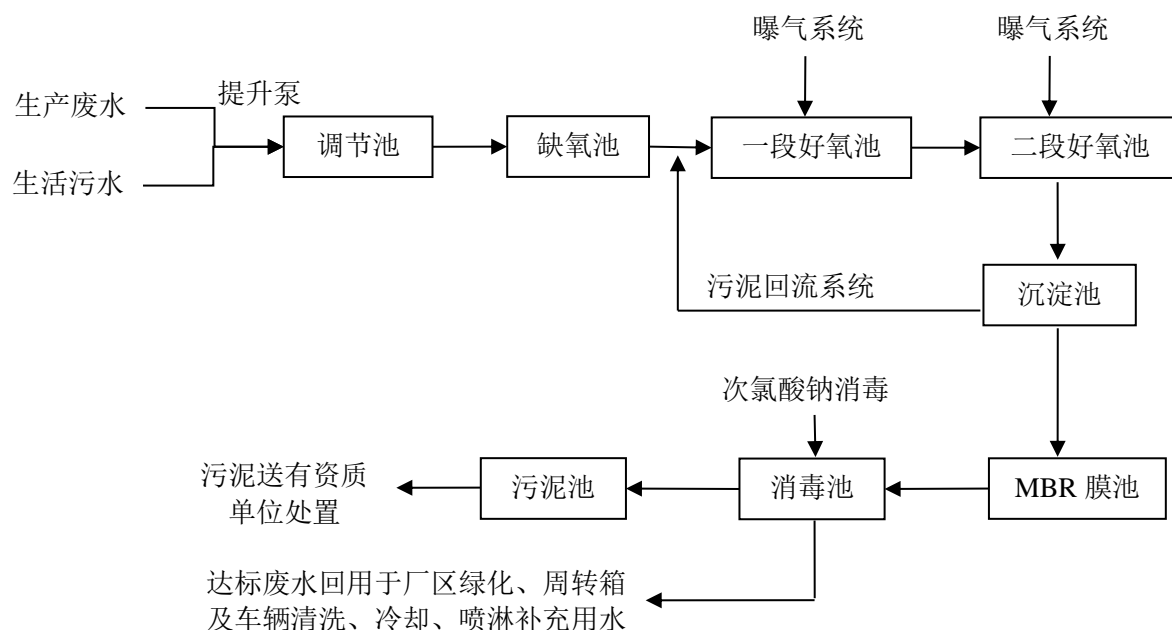 曝气系统
曝气系统
生产废水
提升泵
调节池
缺氧池
一段好氧池
二段好氧池
生活污水
污泥回流系统
沉淀池
次氯酸钠消毒
污泥送有资质
单位处置
污泥池
消毒池
MBR 膜池
达标废水回用于厂区绿化、周转箱
及车辆清洗、冷却、喷淋补充用水